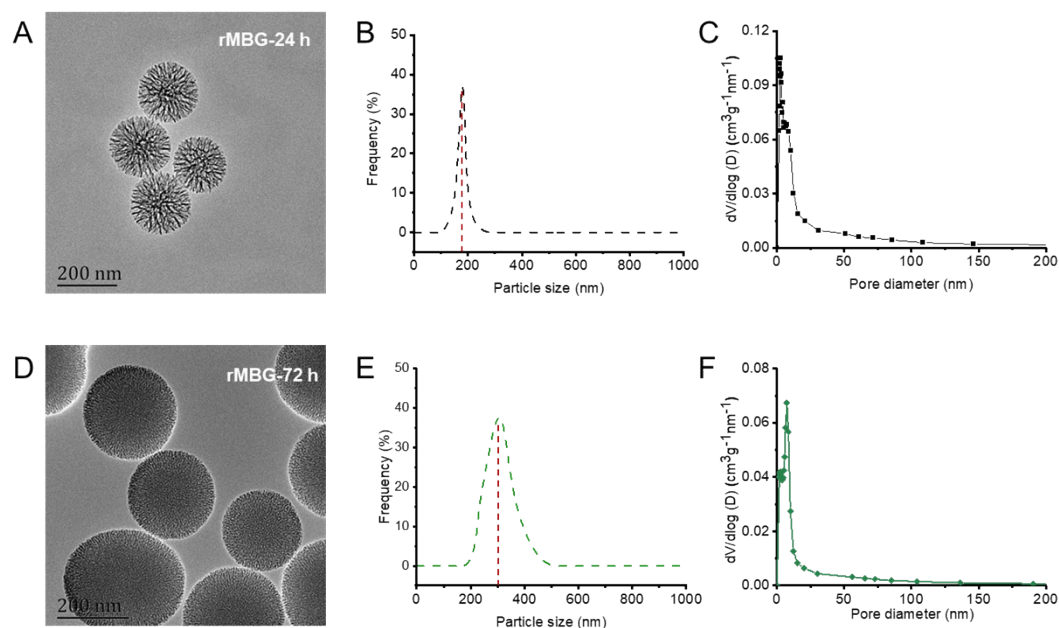 A
rMBG-24 h
200 nm
B
Frequency (%)
50
40
30
20
10
0
0 200 400 600 800 1000
Particle size (nm)
C
dV/dlog (D) (cm3g-1nm-1)
0.12
0.09
0.06
0.03
0.00
0 50 100 150 200
Pore diameter (nm)
D
rMBG-72 h
200 nm
E
Frequency (%)
50
40
30
20
10
0
0 200 400 600 800 1000
Particle size (nm)
F
dV/dlog (D) (cm3g-1nm-1)
0.08
0.06
0.04
0.02
0.00
0 50 100 150 200
Pore diameter (nm)